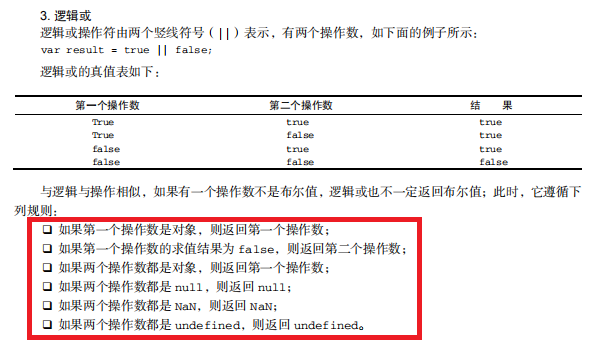 3. 逻辑或
逻辑或操作符由两个竖线符号（||）表示，有两个操作数，如下面的例子所示：
var result = true || false;
逻辑或的真值表如下：
第一个操作数 第二个操作数 结 果
True true true
True false true
false true true
false false false
与逻辑与操作相似，如果有一个操作数不是布尔值，逻辑或也不一定返回布尔值；此时，它遵循下
列规则：
❑ 如果第一个操作数是对象，则返回第一个操作数；
❑ 如果第一个操作数的求值结果为 false，则返回第二个操作数；
❑ 如果两个操作数都是对象，则返回第一个操作数；
❑ 如果两个操作数都是 null，则返回 null；
❑ 如果两个操作数都是 NaN，则返回 NaN；
❑ 如果两个操作数都是 undefined，则返回 undefined。